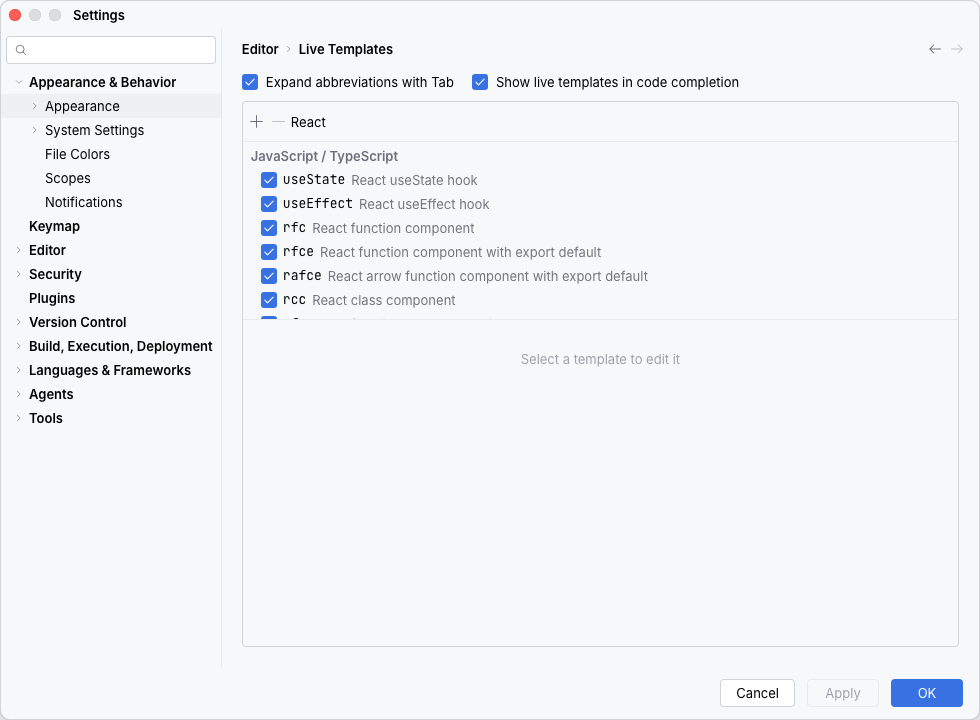 Settings
Appearance & Behavior
Appearance
System Settings
File Colors
Scopes
Notifications
Keymap
Editor
Security
Plugins
Version Control
Build, Execution, Deployment
Languages & Frameworks
Agents
Tools
Editor › Live Templates
Expand abbreviations with Tab Show live templates in code completion
React
JavaScript / TypeScript
useState React useState hook
useEffect React useEffect hook
rfc React function component
rfce React function component with export default
rafce React arrow function component with export default
rcc React class component
Select a template to edit it
Cancel Apply OK